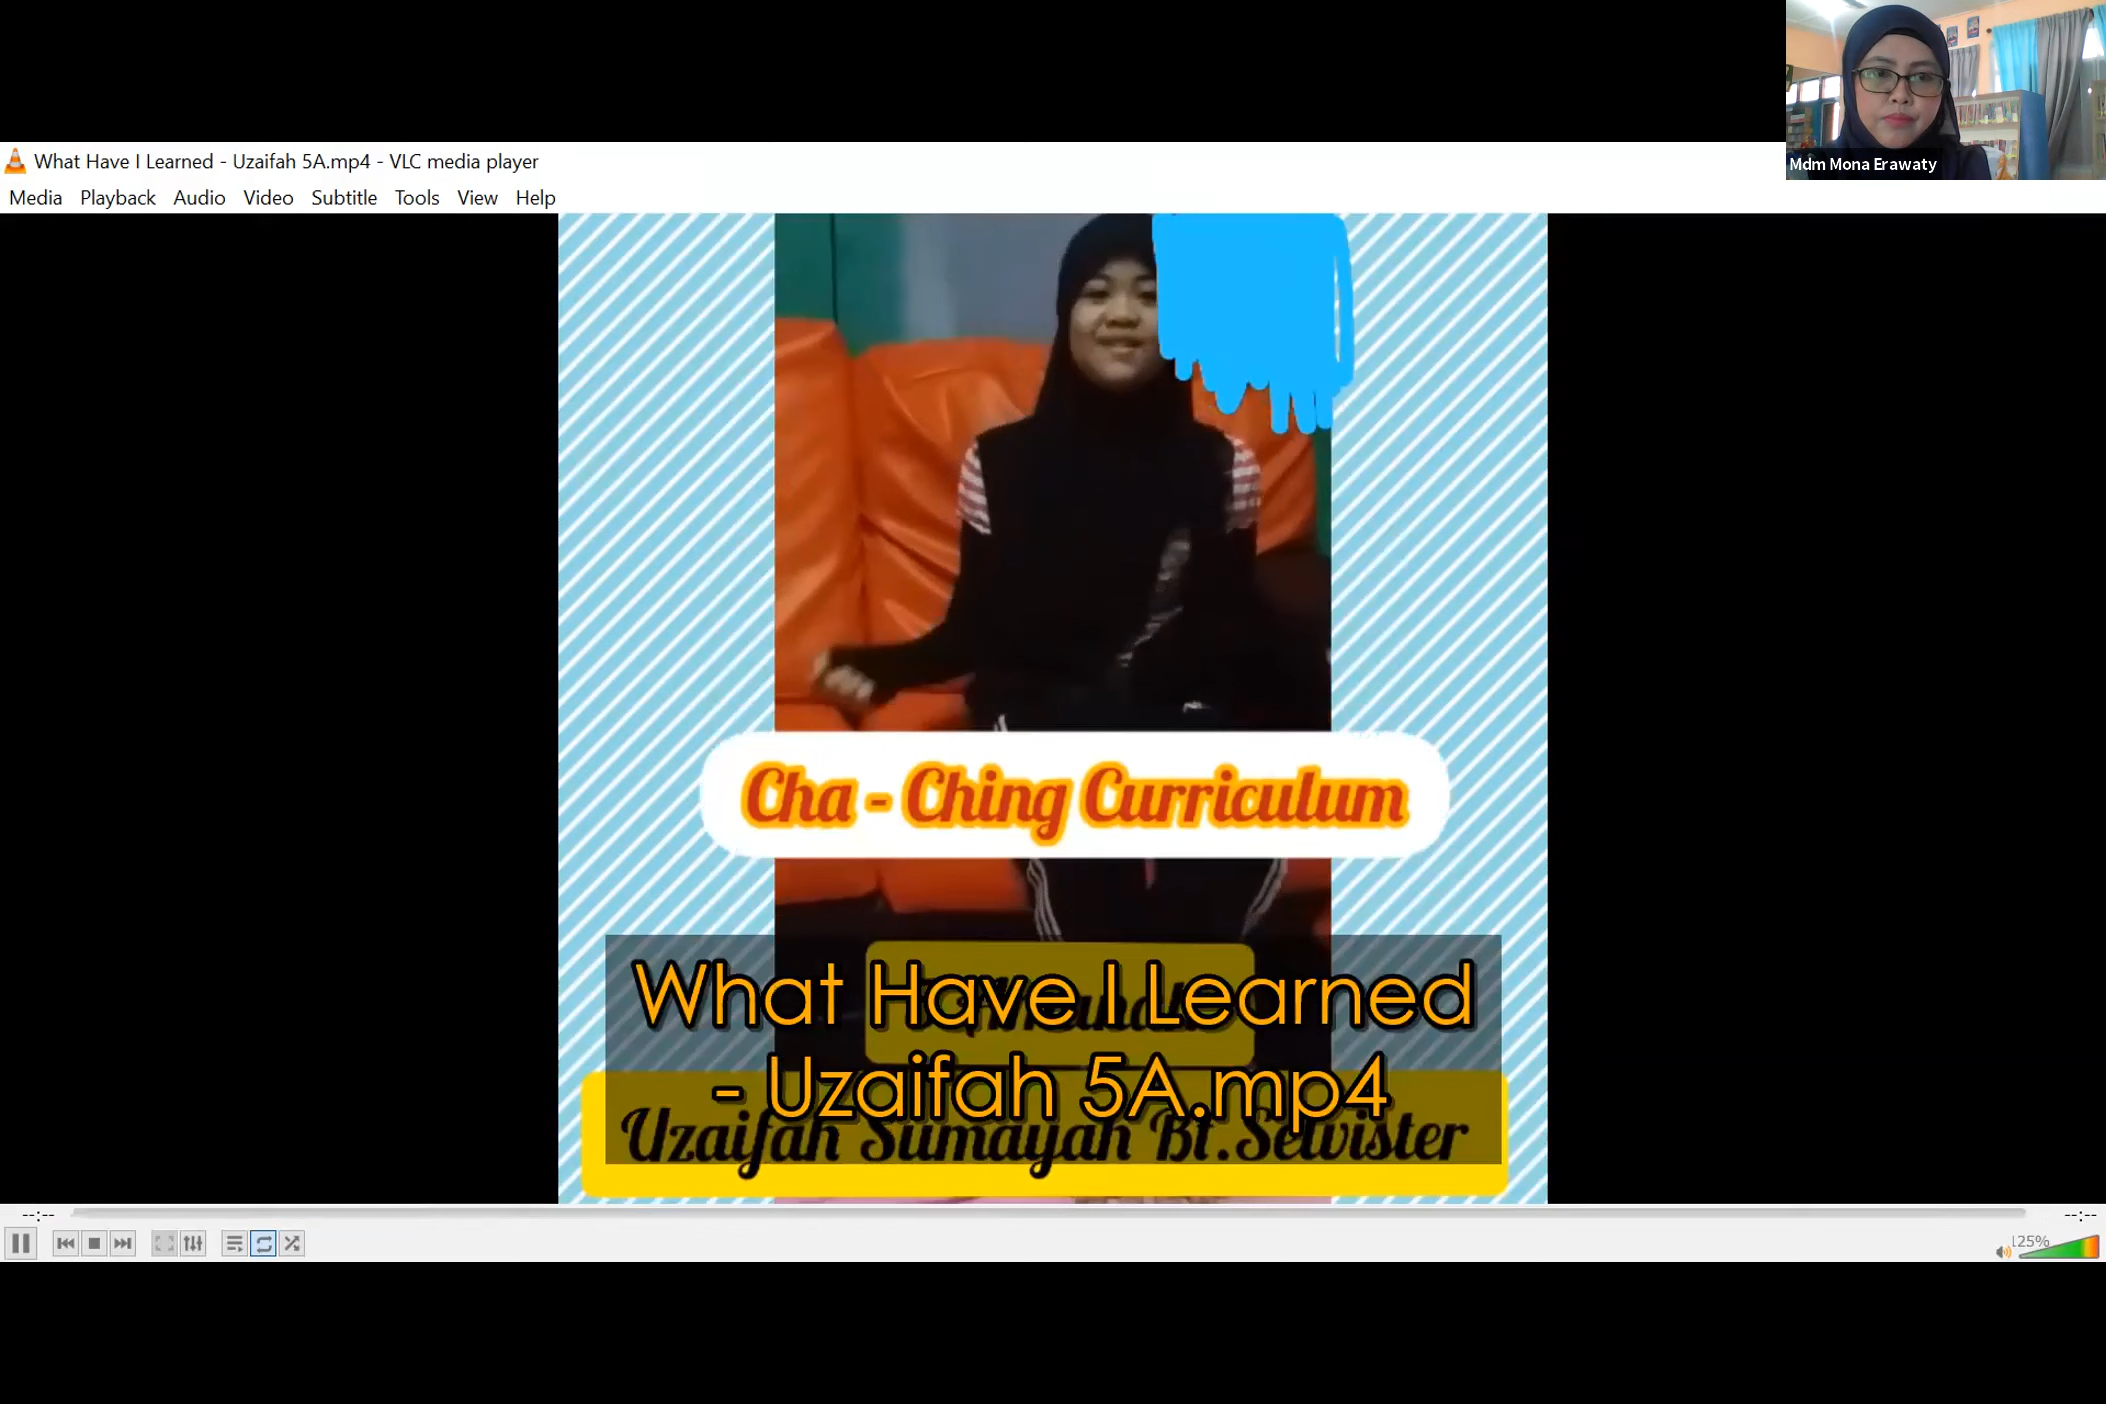 Mdm Mona Erawaty
What Have I Learned - Uzaifah 5A.mp4 - VLC media player
Media Playback Audio Video Subtitle Tools View Help
Cha - Ching Curriculum
What Have I Learned
- Uzaifah 5A.mp4
Uzaifah Sumayah Bt.Selvister
--:-- --:--
125%